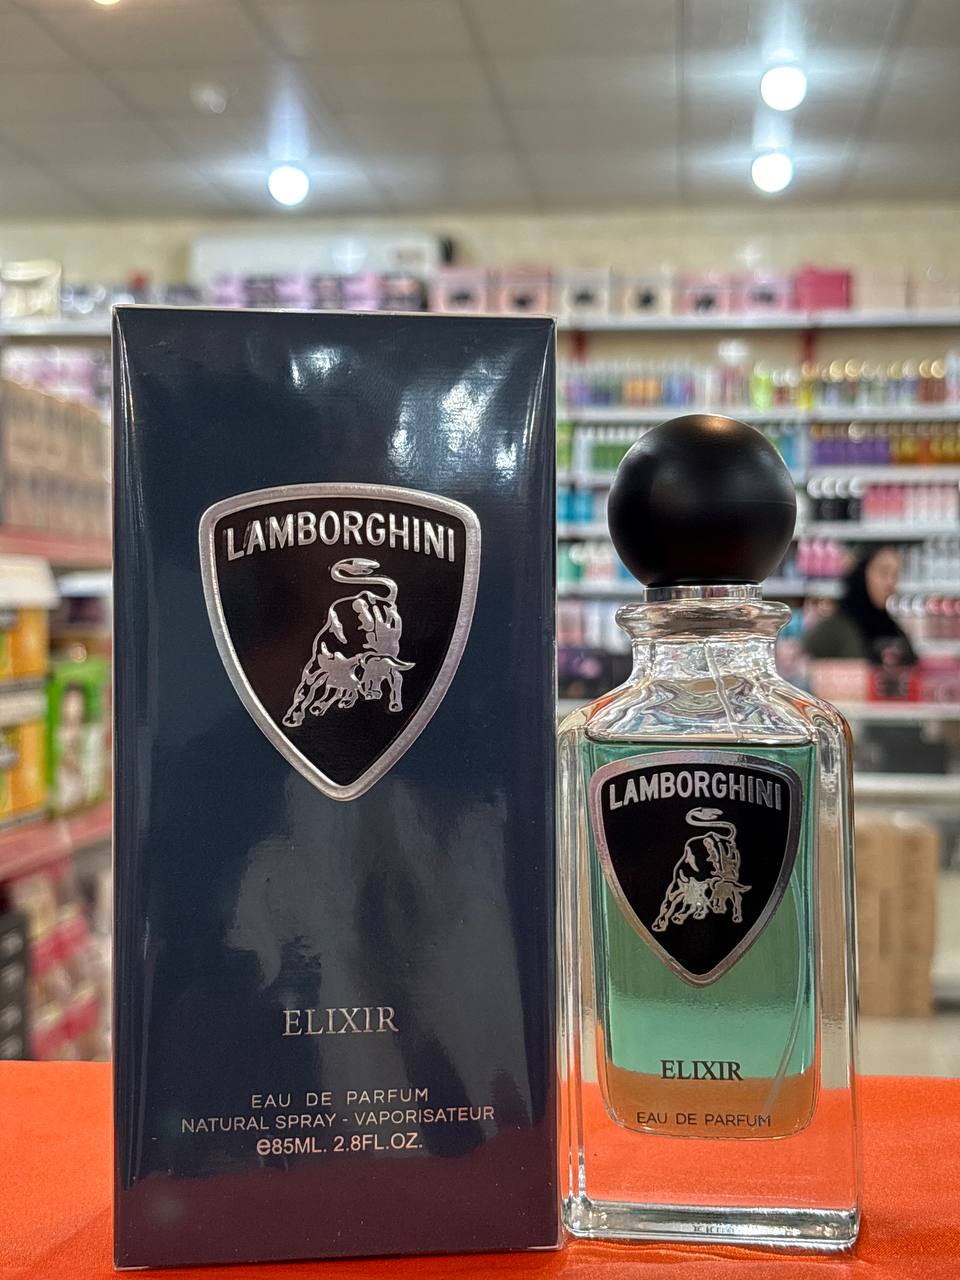 LAMBORGHINI
ELIXIR
EAU DE PARFUM
NATURAL SPRAY - VAPORISATEUR
℮85ML. 2.8FL.OZ.
LAMBORGHINI
ELIXIR
EAU DE PARFUM